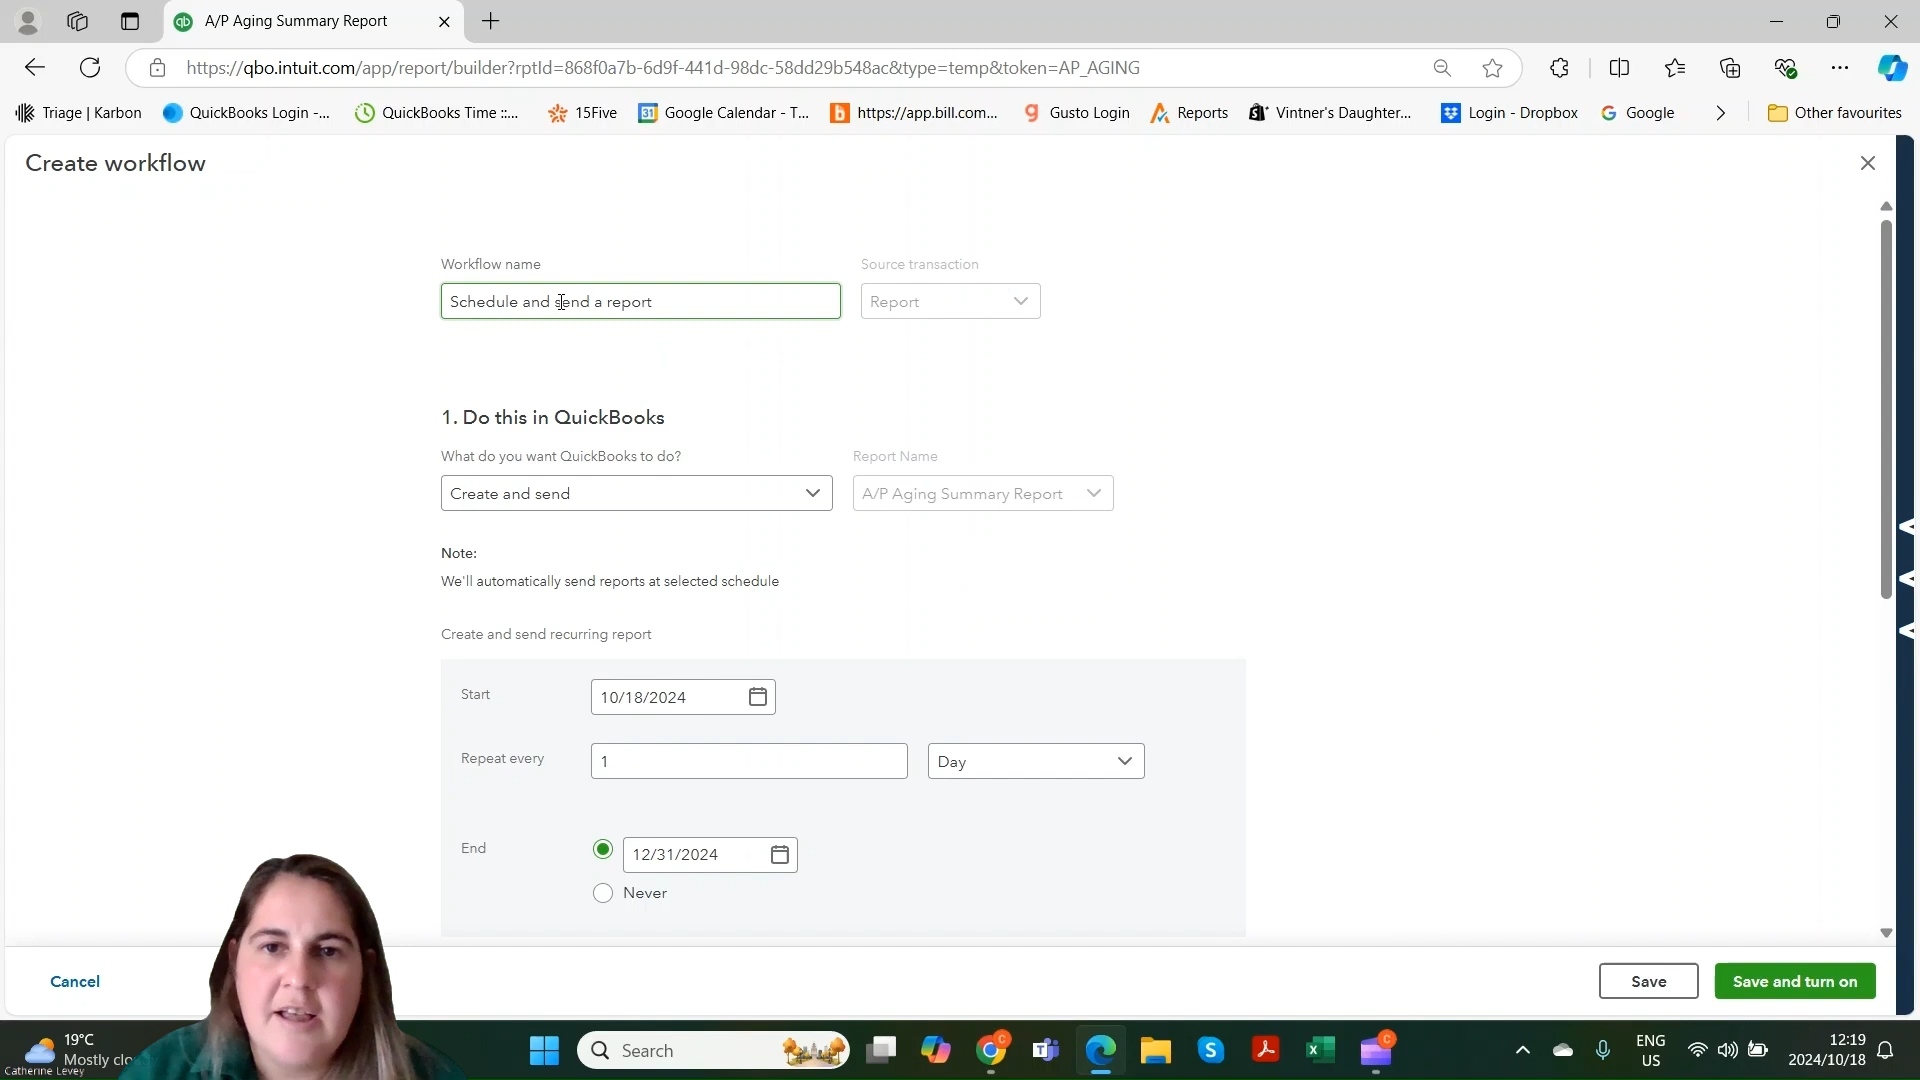 A/P Aging Summary Report
https://qbo.intuit.com/app/report/builder?rptId=868f0a7b-6d9f-441d-98dc-58dd29b548ac&type=temp&token=AP_AGING
Triage | Karbon
QuickBooks Login -...
QuickBooks Time ::...
15Five
Google Calendar - T...
https://app.bill.com...
Gusto Login
Reports
Vintner's Daughter...
Login - Dropbox
Google
Other favourites
Create workflow
Workflow name
Source transaction
Schedule and send a report
Report
1. Do this in QuickBooks
What do you want QuickBooks to do?
Report Name
Create and send
A/P Aging Summary Report
Note:
We'll automatically send reports at selected schedule
Create and send recurring report
Start
10/18/2024
Repeat every
1
Day
End
12/31/2024
Never
Cancel
Save
Save and turn on
19°C
Mostly clo
Catherine Levey
Search
ENG
US
12:19
2024/10/18